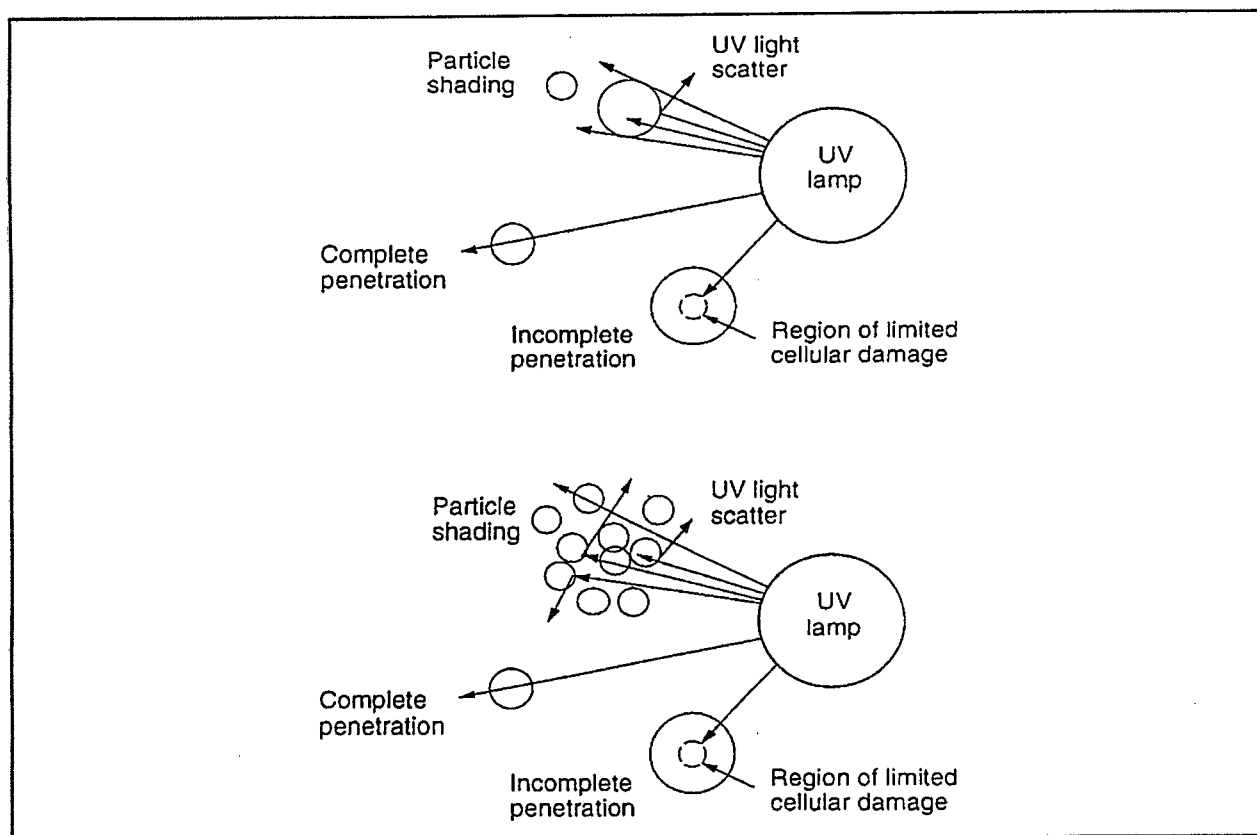 Particle
shading
UV light
scatter
UV
lamp
Complete
penetration
Incomplete
penetration
Region of limited
cellular damage
Particle
shading
UV light
scatter
UV
lamp
Complete
penetration
Incomplete
penetration
Region of limited
cellular damage